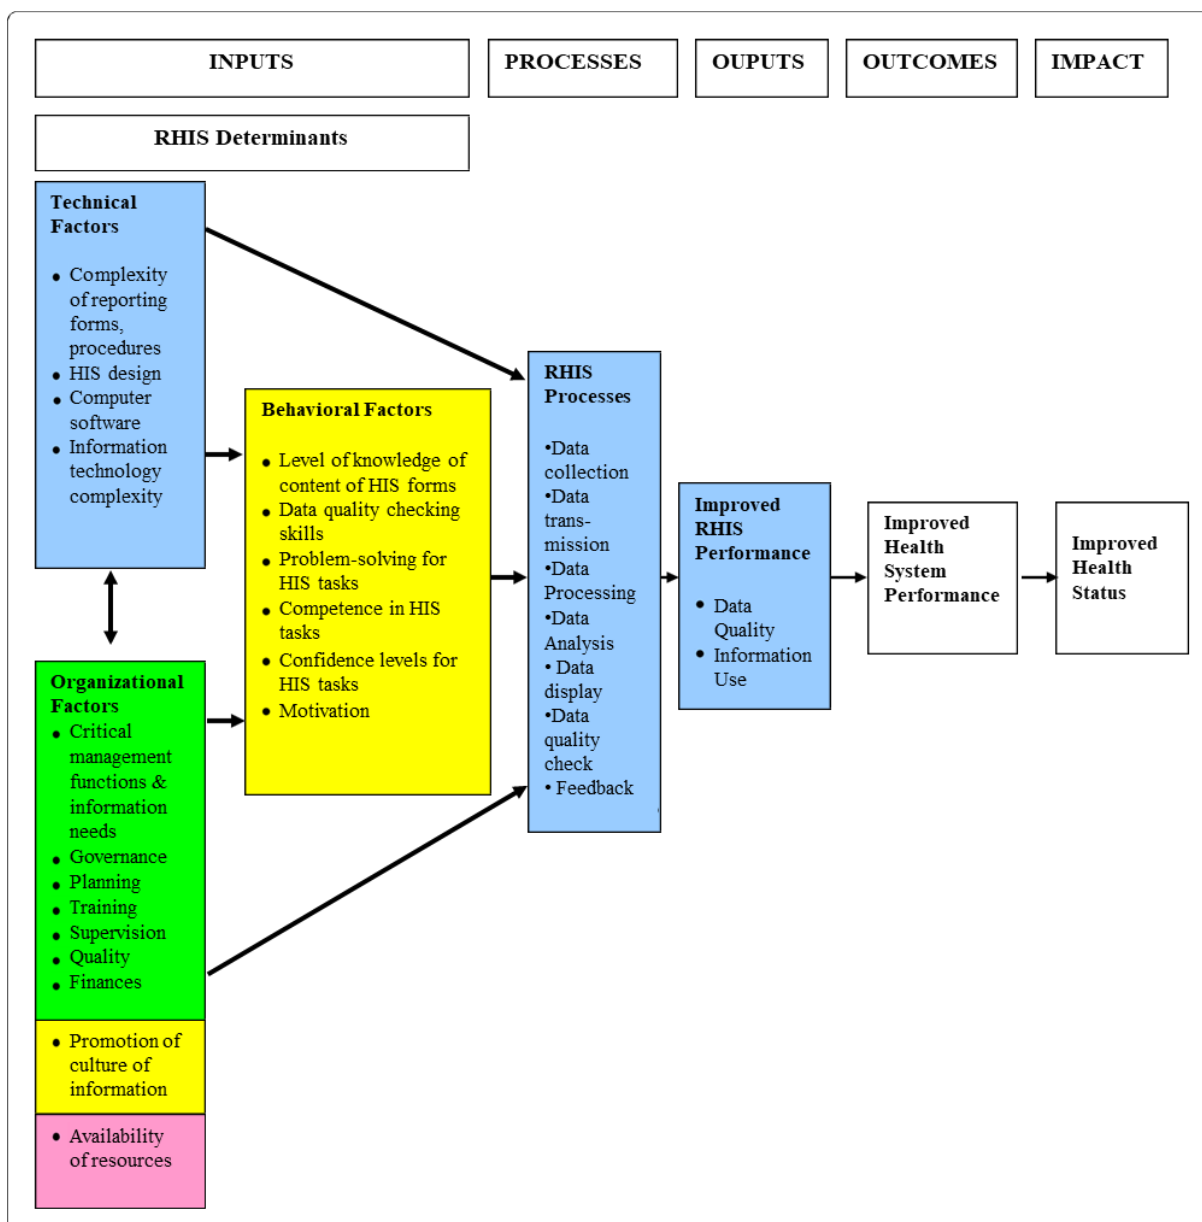 INPUTS
PROCESSES
OUPUTS
OUTCOMES
IMPACT
RHIS Determinants
Technical
Factors
• Complexity
of reporting
forms,
procedures
• HIS design
• Computer
software
• Information
technology
complexity
Behavioral Factors
• Level of knowledge of
content of HIS forms
• Data quality checking
skills
• Problem-solving for
HIS tasks
• Competence in HIS
tasks
• Confidence levels for
HIS tasks
• Motivation
Organizational
Factors
• Critical
management
functions &
information
needs
• Governance
• Planning
• Training
• Supervision
• Quality
• Finances
• Promotion of
culture of
information
• Availability
of resources
RHIS
Processes
•Data
collection
•Data
trans-
mission
•Data
Processing
•Data
Analysis
• Data
display
•Data
quality
check
• Feedback
Improved
RHIS
Performance
• Data
Quality
• Information
Use
Improved
Health
System
Performance
Improved
Health
Status